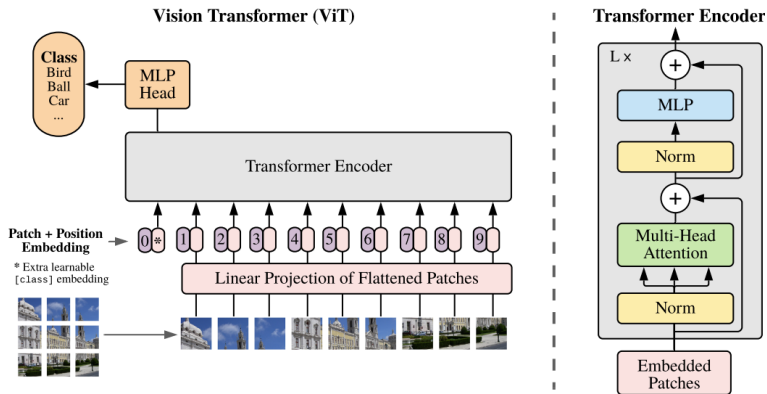 Vision Transformer (ViT)
Class
Bird
Ball
Car
...
MLP
Head
Transformer Encoder
Patch + Position
Embedding
0 * 1 2 3 4 5 6 7 8 9
* Extra learnable
[class] embedding
Linear Projection of Flattened Patches
Transformer Encoder
L ×
+
MLP
Norm
+
Multi-Head
Attention
Norm
Embedded
Patches